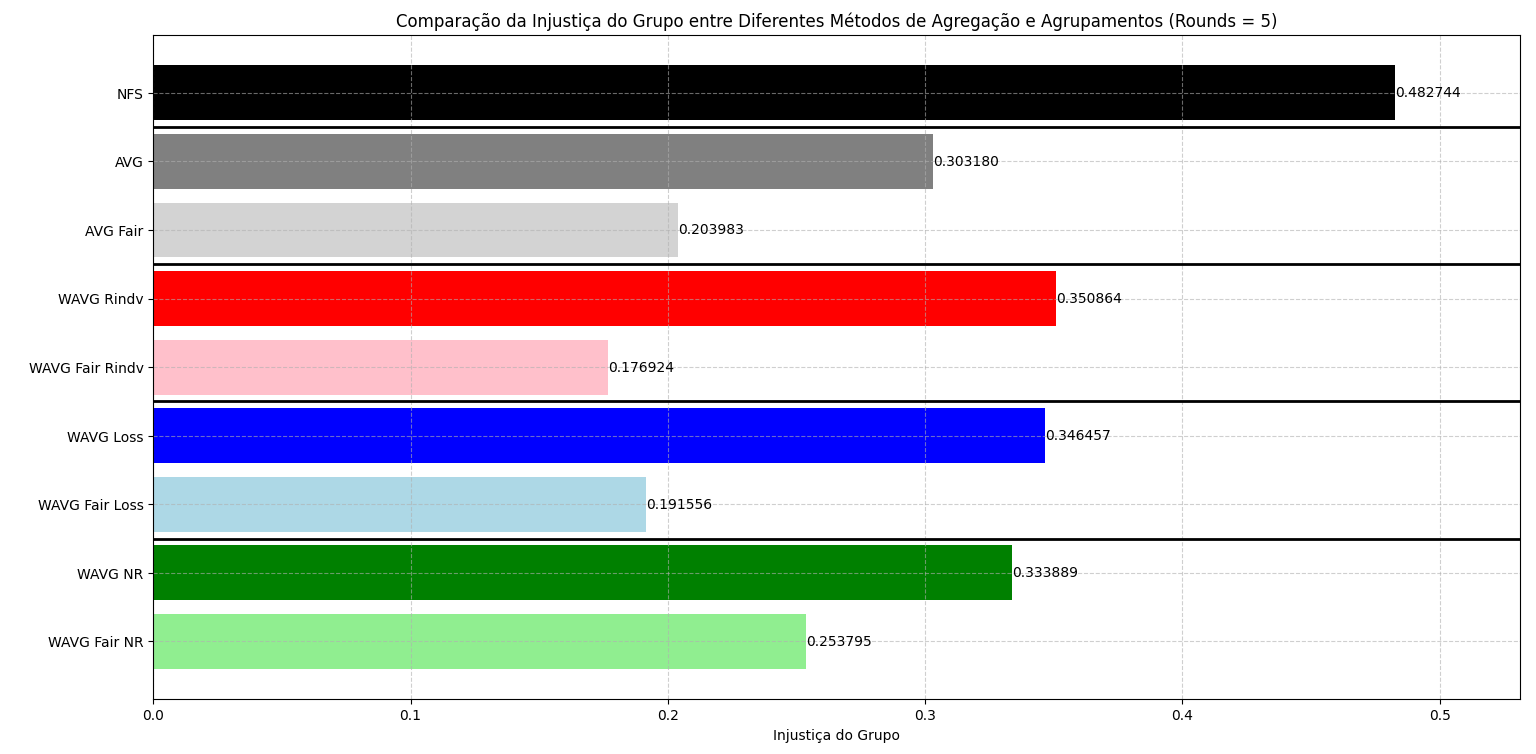 Comparação da Injustiça do Grupo entre Diferentes Métodos de Agregação e Agrupamentos (Rounds = 5)
NFS 0.482744
AVG 0.303180
AVG Fair 0.203983
WAVG Rindv 0.350864
WAVG Fair Rindv 0.176924
WAVG Loss 0.346457
WAVG Fair Loss 0.191556
WAVG NR 0.333889
WAVG Fair NR 0.253795
0.0 0.1 0.2 0.3 0.4 0.5
Injustiça do Grupo